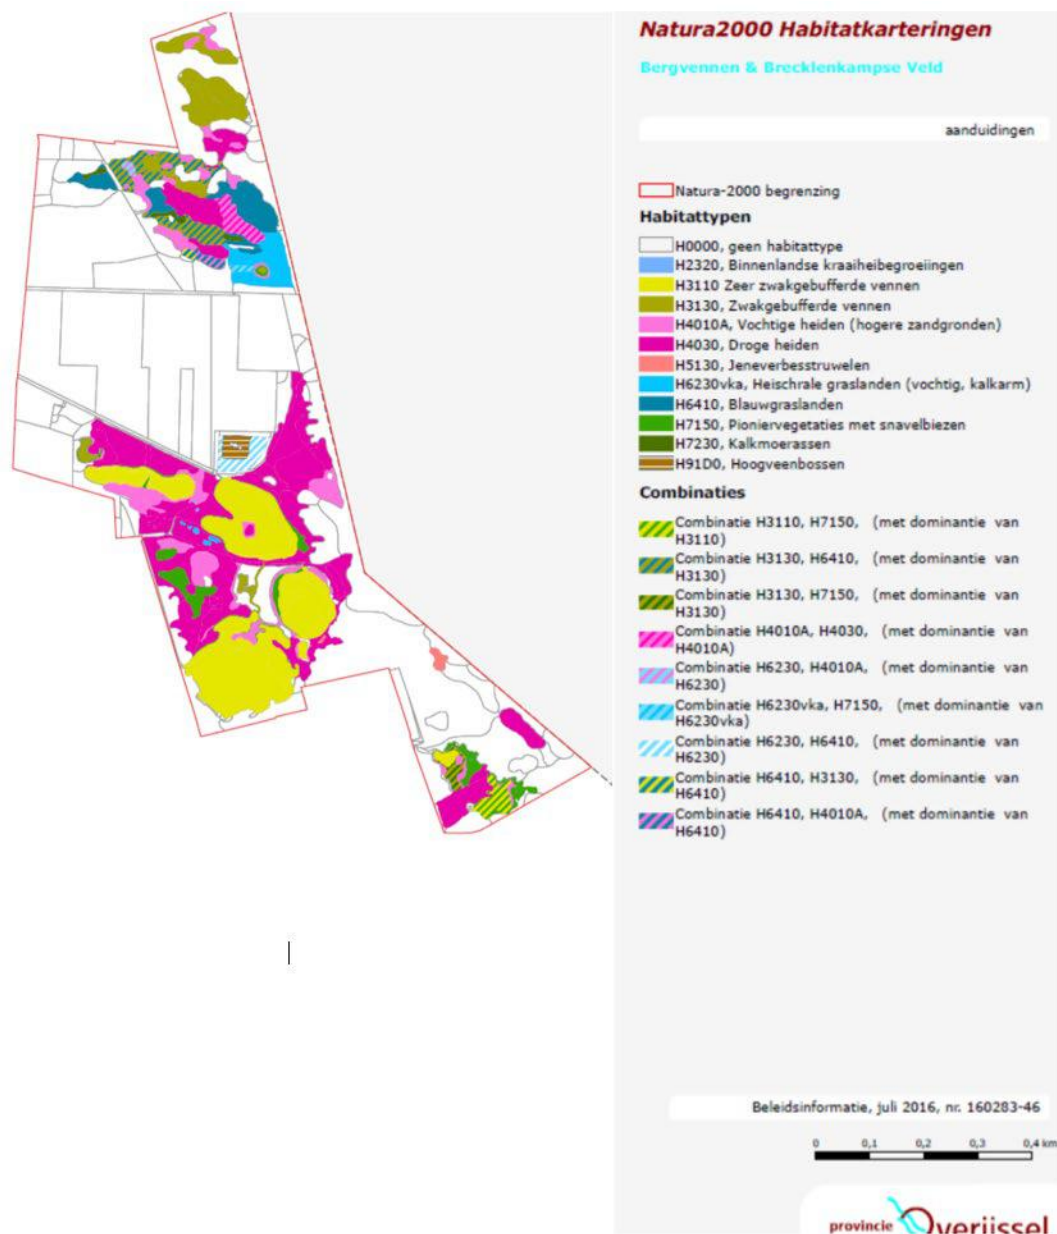 Natura2000 Habitatkarteringen
Bergvennen & Brecklenkampse Veld
aanduidingen
Natura-2000 begrenzing
Habitattypen
H0000, geen habitattype
H2320, Binnenlandse kraaiheibegroeiingen
H3110 Zeer zwakgebufferde vennen
H3130, Zwakgebufferde vennen
H4010A, Vochtige heiden (hogere zandgronden)
H4030, Droge heiden
H5130, Jeneverbesstruwelen
H6230vka, Heischrale graslanden (vochtig, kalkarm)
H6410, Blauwgraslanden
H7150, Pioniervegetaties met snavelbiezen
H7230, Kalkmoerassen
H91D0, Hoogveenbossen
Combinaties
Combinatie H3110, H7150, (met dominantie van
H3110)
Combinatie H3130, H6410, (met dominantie van
H3130)
Combinatie H3130, H7150, (met dominantie van
H3130)
Combinatie H4010A, H4030, (met dominantie van
H4010A)
Combinatie H6230, H4010A, (met dominantie van
H6230)
Combinatie H6230vka, H7150, (met dominantie van
H6230vka)
Combinatie H6230, H6410, (met dominantie van
H6230)
Combinatie H6410, H3130, (met dominantie van
H6410)
Combinatie H6410, H4010A, (met dominantie van
H6410)
Beleidsinformatie, juli 2016, nr. 160283-46
0 0,1 0,2 0,3 0,4 km
provincie Overijssel